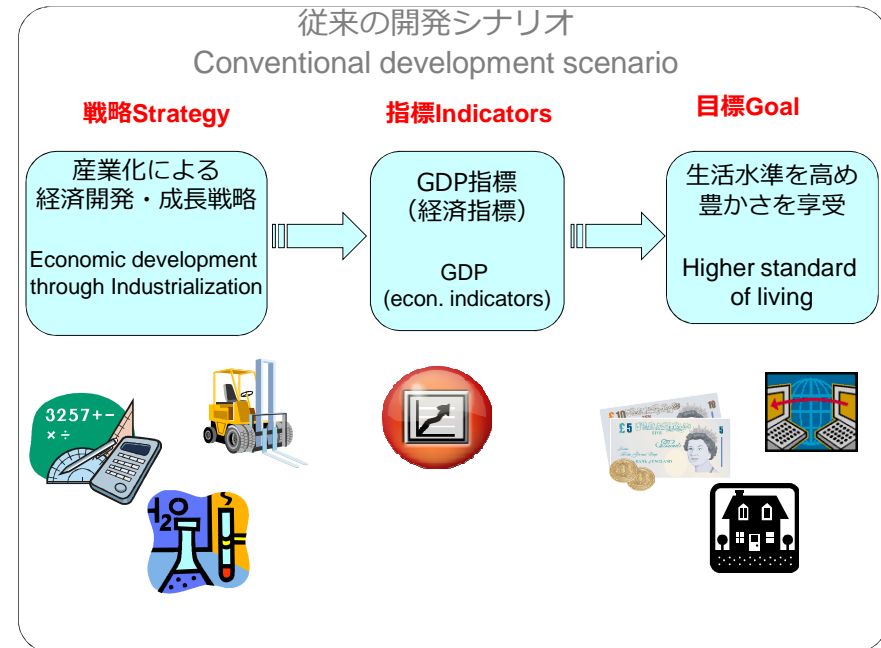 従来の開発シナリオ
Conventional development scenario
戦略Strategy
指標Indicators
目標Goal
産業化による
経済開発・成長戦略
Economic development
through Industrialization
GDP指標
（経済指標）
GDP
(econ. indicators)
生活水準を高め
豊かさを享受
Higher standard
of living
3257+−
×÷
H2O
£10
10
£5